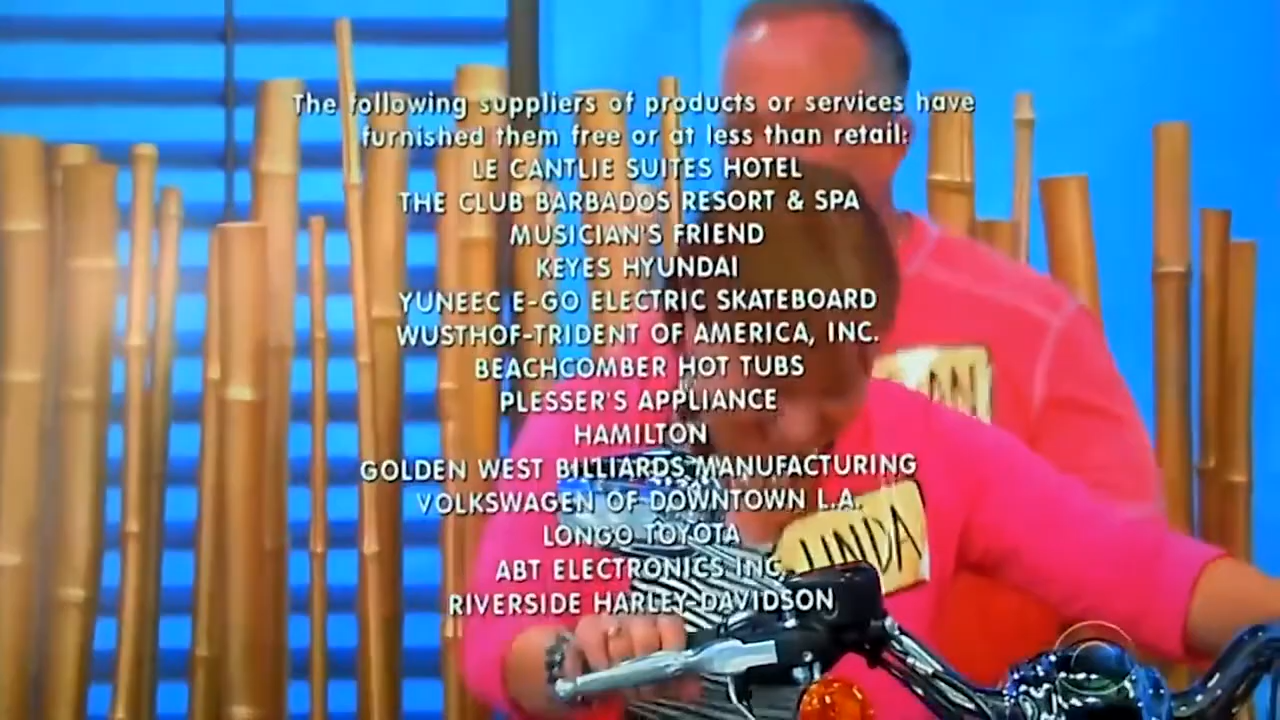 The following suppliers of products or services have
furnished them free or at less than retail:
LE CANTLIE SUITES HOTEL
THE CLUB BARBADOS RESORT & SPA
MUSICIAN'S FRIEND
KEYES HYUNDAI
YUNEEC E-GO ELECTRIC SKATEBOARD
WUSTHOF-TRIDENT OF AMERICA, INC.
BEACHCOMBER HOT TUBS
PLESSER'S APPLIANCE
HAMILTON
GOLDEN WEST BILLIARDS MANUFACTURING
VOLKSWAGEN OF DOWNTOWN L.A.
LONGO TOYOTA
ABT ELECTRONICS INC.
RIVERSIDE HARLEY-DAVIDSON